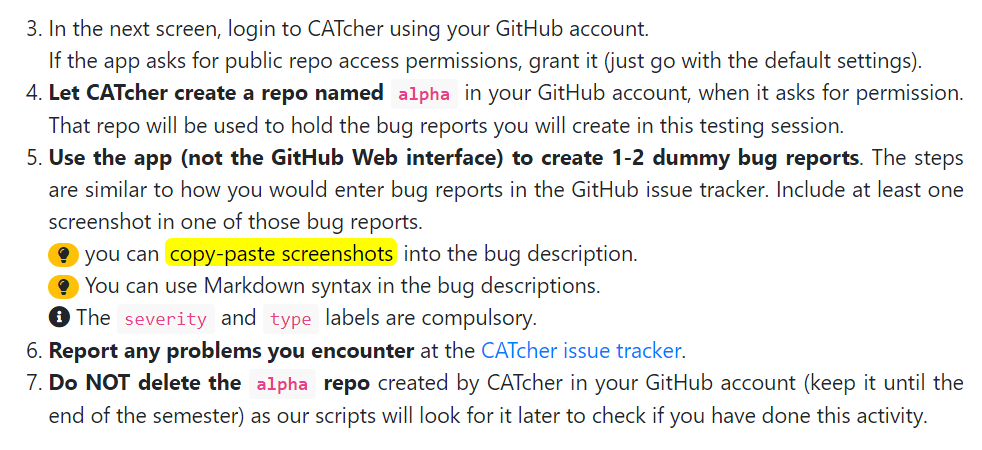 3. In the next screen, login to CATcher using your GitHub account.
If the app asks for public repo access permissions, grant it (just go with the default settings).
4. Let CATcher create a repo named alpha in your GitHub account, when it asks for permission.
That repo will be used to hold the bug reports you will create in this testing session.
5. Use the app (not the GitHub Web interface) to create 1-2 dummy bug reports. The steps
are similar to how you would enter bug reports in the GitHub issue tracker. Include at least one
screenshot in one of those bug reports.
you can copy-paste screenshots into the bug description.
You can use Markdown syntax in the bug descriptions.
The severity and type labels are compulsory.
6. Report any problems you encounter at the CATcher issue tracker.
7. Do NOT delete the alpha repo created by CATcher in your GitHub account (keep it until the
end of the semester) as our scripts will look for it later to check if you have done this activity.